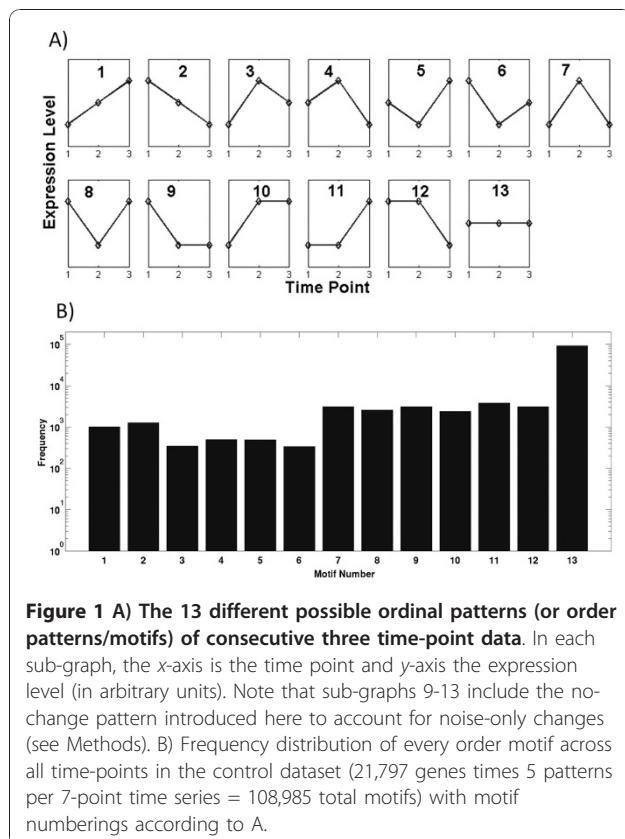 A)
Expression Level
1 2 3 4 5 6 7
1 2 3 1 2 3 1 2 3 1 2 3 1 2 3 1 2 3 1 2 3
8 9 10 11 12 13
1 2 3 1 2 3 1 2 3 1 2 3 1 2 3 1 2 3
Time Point
B)
10^5
10^4
10^3
10^2
10^1
10^0
Frequency
1 2 3 4 5 6 7 8 9 10 11 12 13
Motif Number
Figure 1 A) The 13 different possible ordinal patterns (or order
patterns/motifs) of consecutive three time-point data. In each
sub-graph, the x-axis is the time point and y-axis the expression
level (in arbitrary units). Note that sub-graphs 9-13 include the no-
change pattern introduced here to account for noise-only changes
(see Methods). B) Frequency distribution of every order motif across
all time-points in the control dataset (21,797 genes times 5 patterns
per 7-point time series = 108,985 total motifs) with motif
numberings according to A.